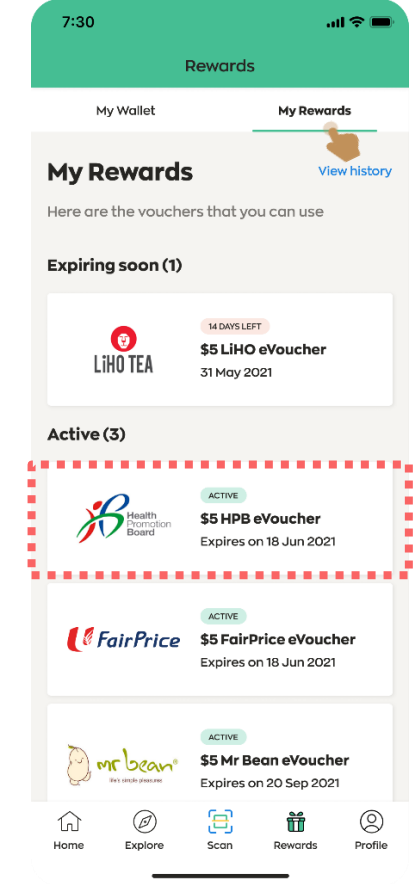 7:30
Rewards
My Wallet
My Rewards
My Rewards
View history
Here are the vouchers that you can use
Expiring soon (1)
LiHO TEA
14 DAYS LEFT
$5 LiHO eVoucher
31 May 2021
Active (3)
Health
Promotion
Board
ACTIVE
$5 HPB eVoucher
Expires on 18 Jun 2021
FairPrice
ACTIVE
$5 FairPrice eVoucher
Expires on 18 Jun 2021
mr bean®
life's simple pleasures
ACTIVE
$5 Mr Bean eVoucher
Expires on 20 Sep 2021
Home
Explore
Scan
Rewards
Profile